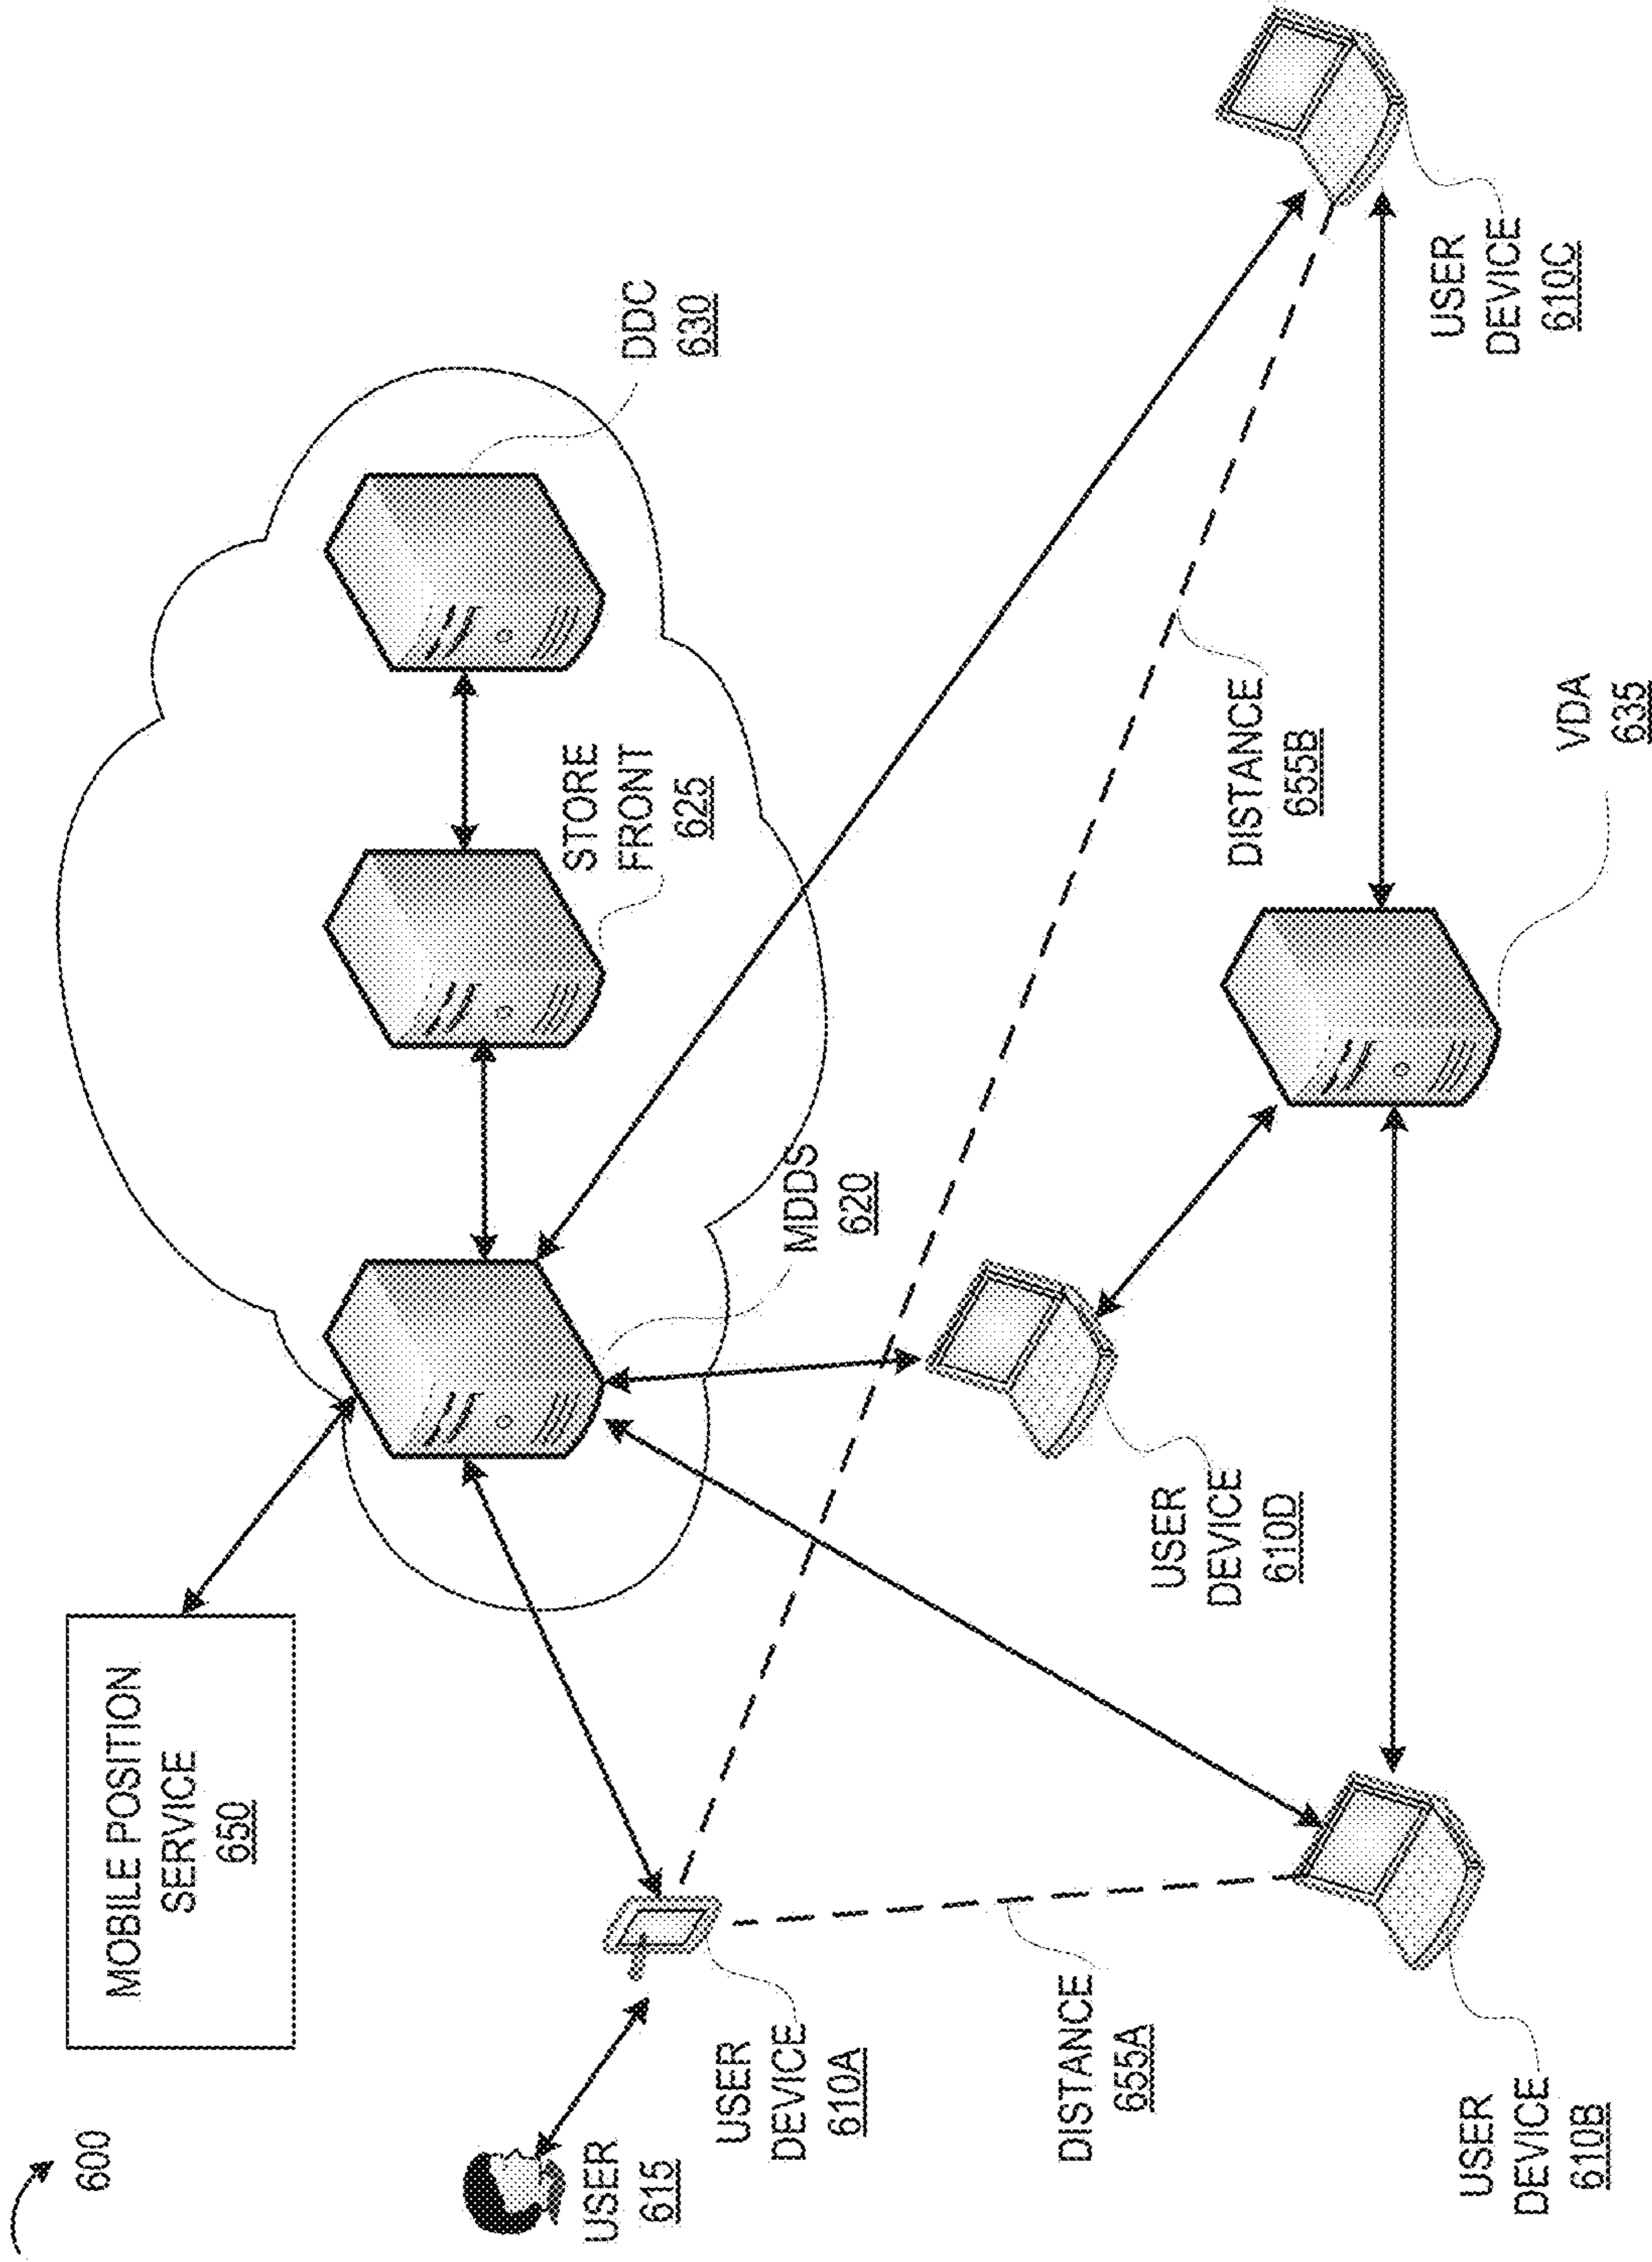 600
MOBILE POSITION
SERVICE
650
DDC
630
STORE
FRONT
625
MDDS
620
USER
615
USER
DEVICE
610A
DISTANCE
655A
USER
DEVICE
610B
USER
DEVICE
610D
DISTANCE
655B
VDA
635
USER
DEVICE
610C